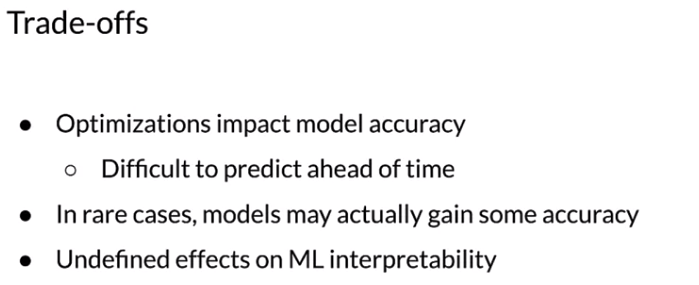 Trade-offs
● Optimizations impact model accuracy
○ Difficult to predict ahead of time
● In rare cases, models may actually gain some accuracy
● Undefined effects on ML interpretability